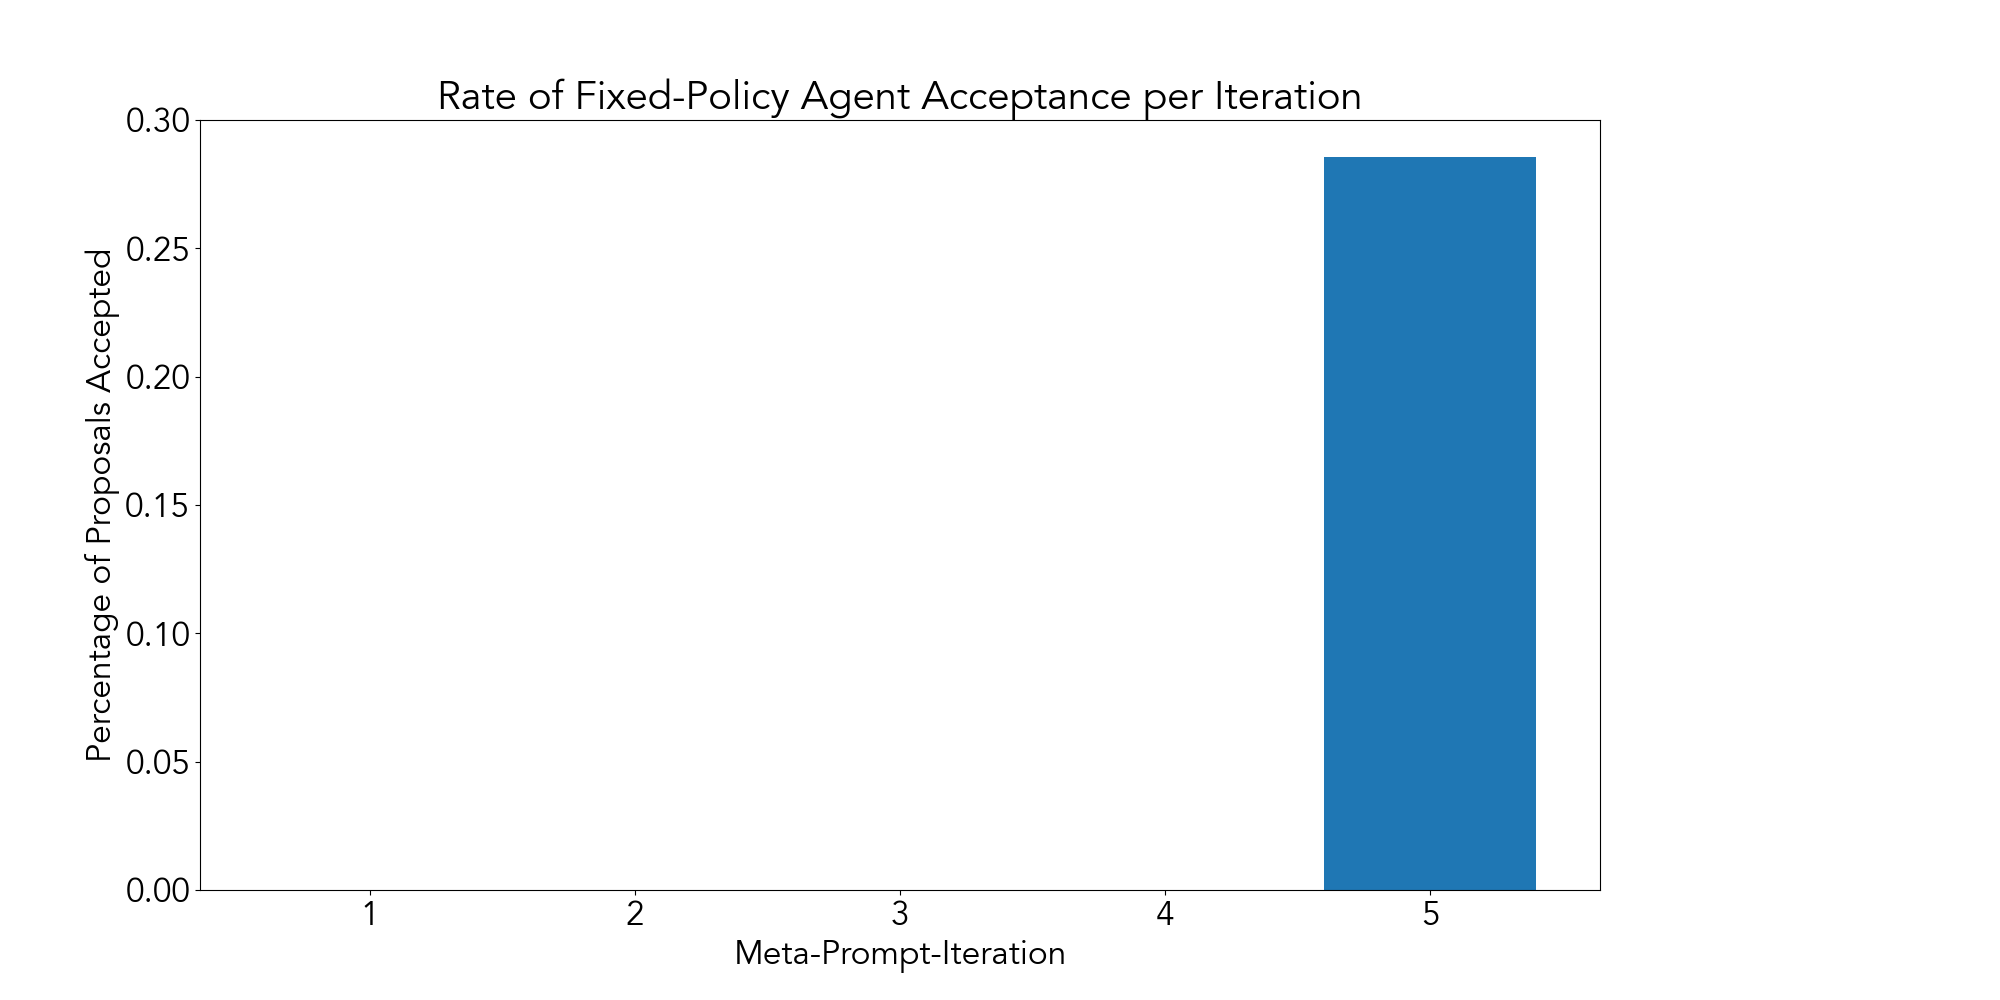 Rate of Fixed-Policy Agent Acceptance per Iteration
Percentage of Proposals Accepted
0.30
0.25
0.20
0.15
0.10
0.05
0.00
1 2 3 4 5
Meta-Prompt-Iteration